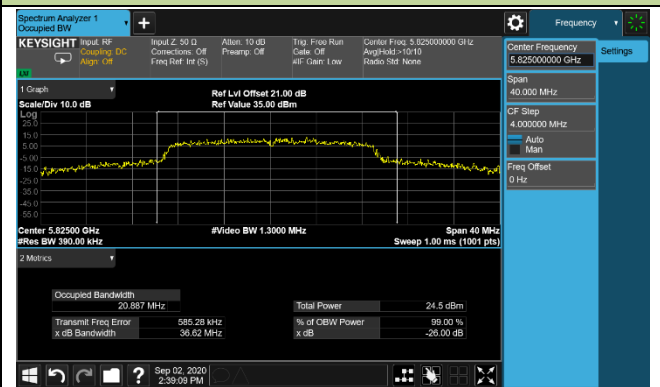 Spectrum Analyzer 1
Occupied BW
Frequency
KEYSIGHT
Input: RF
Coupling: DC
Align: Off
Input Z: 50 Ω
Corrections: Off
Freq Ref: Int (S)
Atten: 10 dB
Preamp: Off
Trig: Free Run
Gate: Off
#IF Gain: Low
Center Freq: 5.825000000 GHz
Avg|Hold:>10/10
Radio Std: None
Center Frequency
5.825000000 GHz
Settings
Span
40.000 MHz
CF Step
4.000000 MHz
Auto
Man
Freq Offset
0 Hz
LXI
1 Graph
Scale/Div 10.0 dB
Ref Lvl Offset 21.00 dB
Ref Value 35.00 dBm
Log
25.0
15.0
5.00
-5.00
-15.0
-25.0
-35.0
-45.0
-55.0
Center 5.82500 GHz
#Video BW 1.3000 MHz
Span 40 MHz
#Res BW 390.00 kHz
Sweep 1.00 ms (1001 pts)
2 Metrics
Occupied Bandwidth
20.887 MHz
Total Power 24.5 dBm
Transmit Freq Error 585.28 kHz
% of OBW Power 99.00 %
x dB Bandwidth 36.62 MHz
x dB -26.00 dB
?
Sep 02, 2020
2:39:09 PM